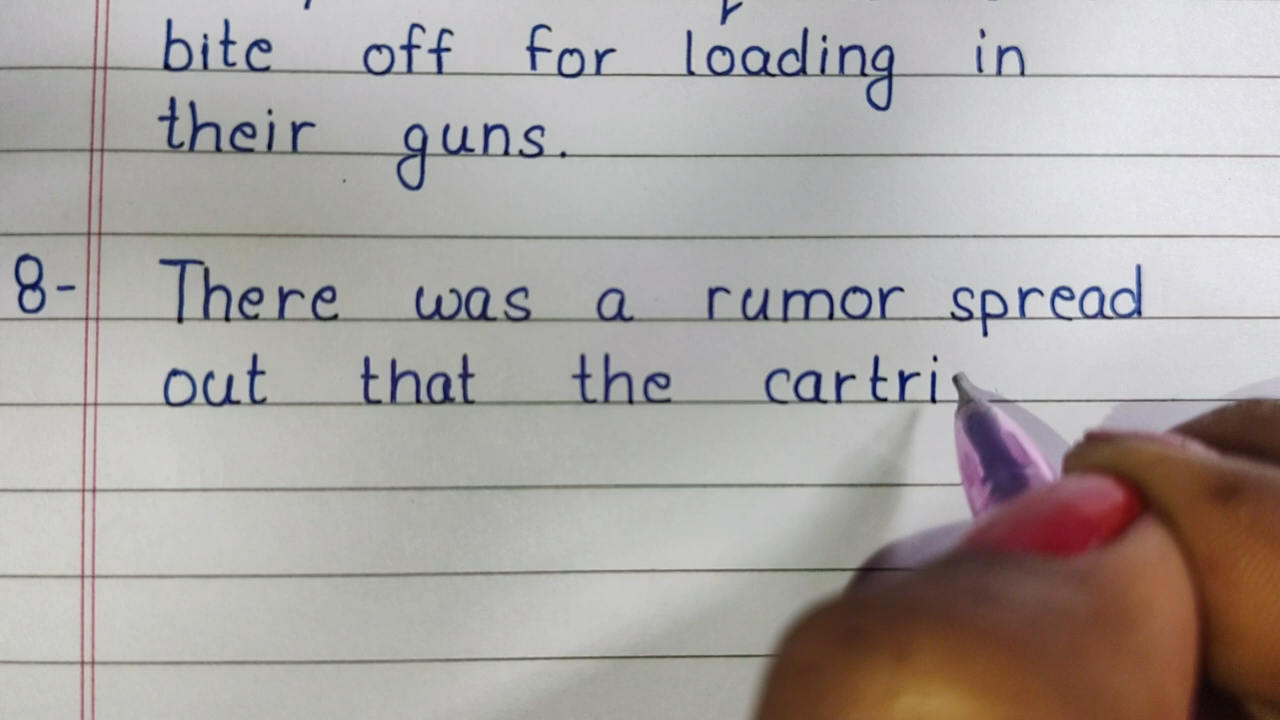 bite off for loading in
their guns.
8- There was a rumor spread
out that the cartri